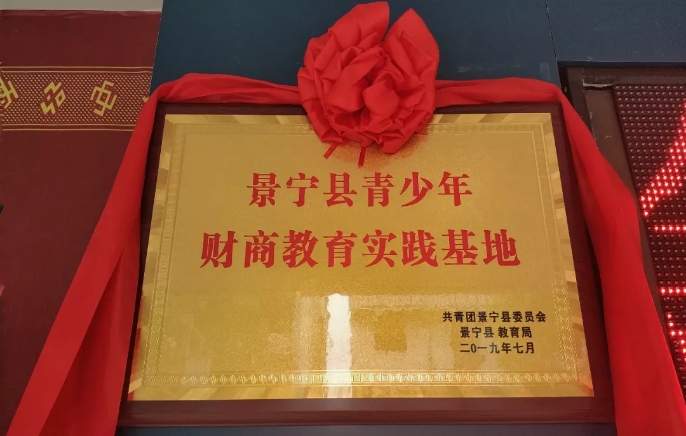 景宁县青少年
财商教育实践基地
共青团景宁县委员会
景宁县教育局
二0一九年七月